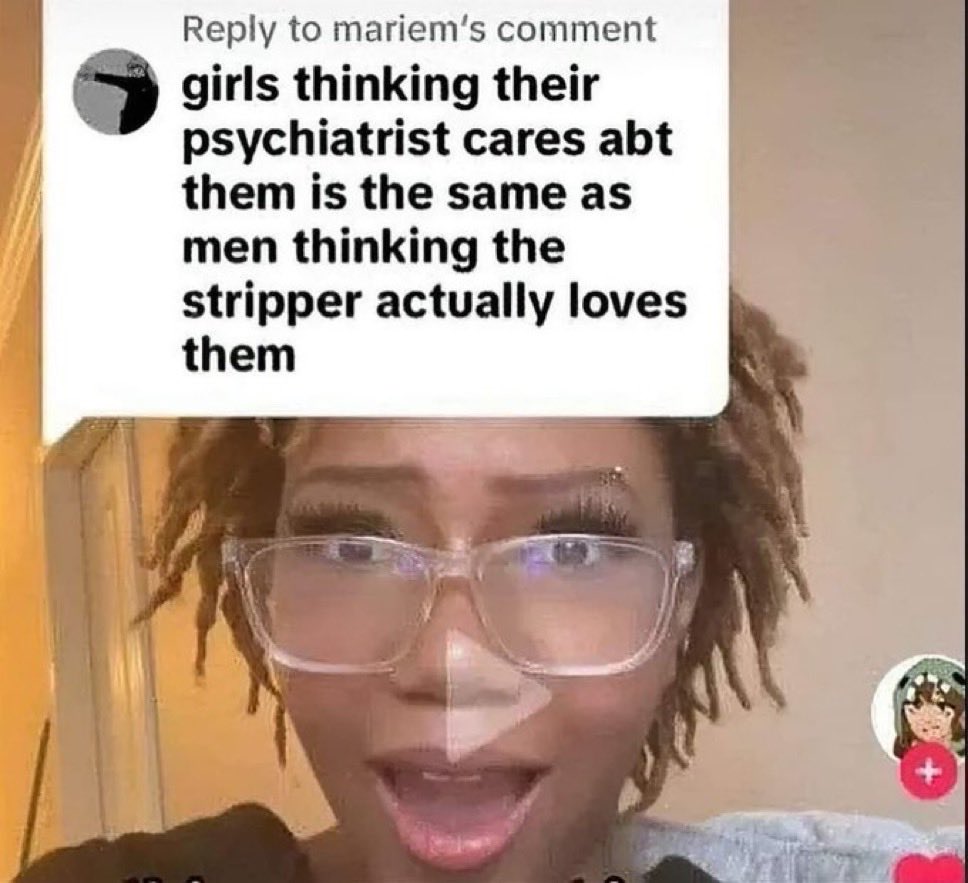 Reply to mariem's comment
girls thinking their
psychiatrist cares abt
them is the same as
men thinking the
stripper actually loves
them